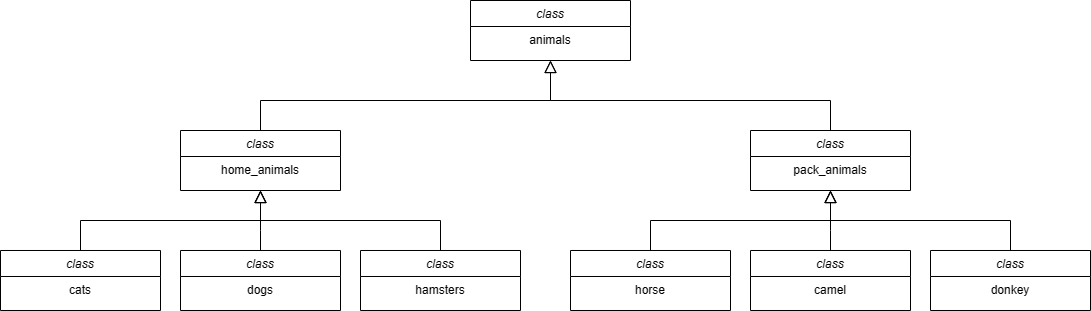 class
animals
class
home_animals
class
pack_animals
class
cats
class
dogs
class
hamsters
class
horse
class
camel
class
donkey